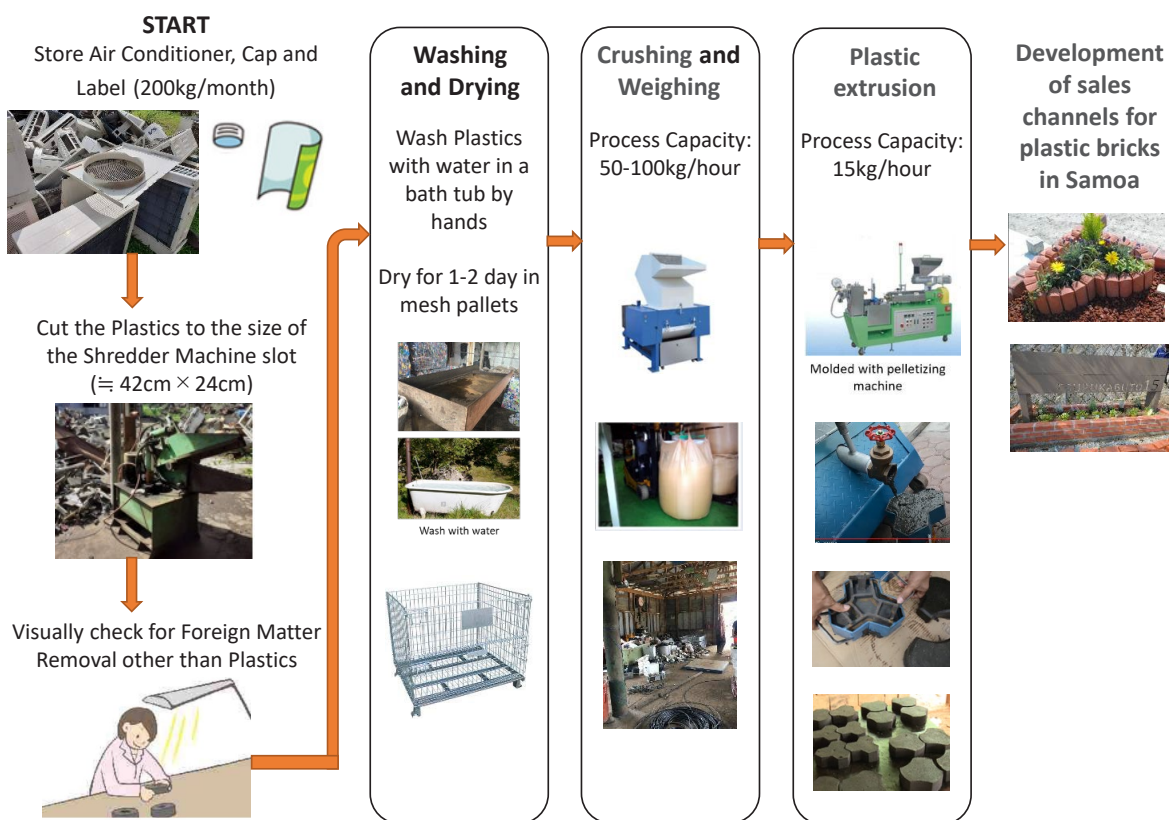 START
Store Air Conditioner, Cap and
Label (200kg/month)
Cut the Plastics to the size of
the Shredder Machine slot
(≒ 42cm × 24cm)
Visually check for Foreign Matter
Removal other than Plastics
Washing
and Drying
Wash Plastics
with water in a
bath tub by
hands
Dry for 1-2 day in
mesh pallets
Wash with water
Crushing and
Weighing
Process Capacity:
50-100kg/hour
Plastic
extrusion
Process Capacity:
15kg/hour
Molded with pelletizing
machine
Development
of sales
channels for
plastic bricks
in Samoa